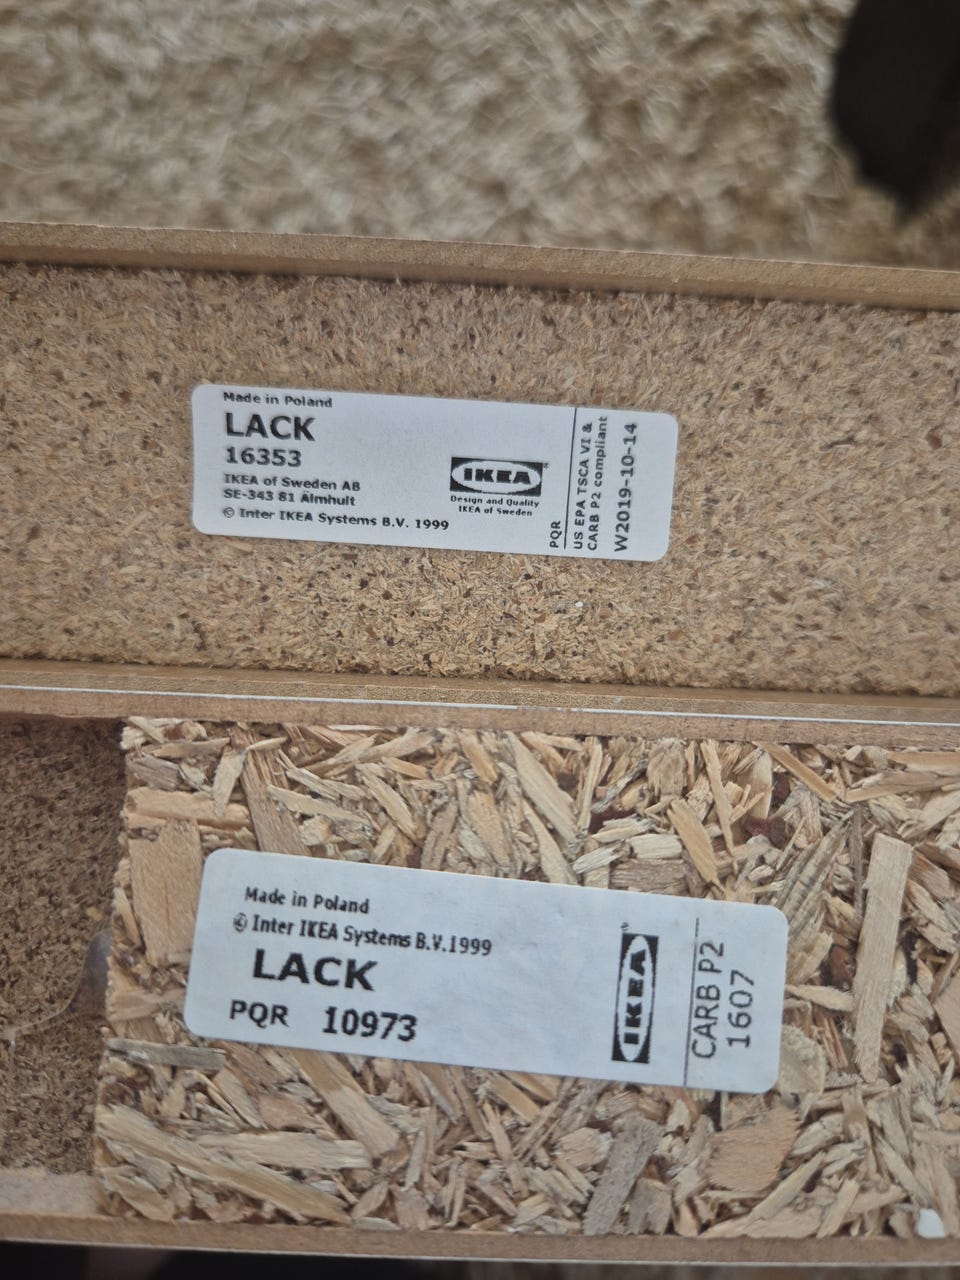 Made in Poland
LACK
16353
IKEA of Sweden AB
SE-343 81 Älmhult
© Inter IKEA Systems B.V. 1999
IKEA®
Design and Quality
IKEA of Sweden
PQR
US EPA TSCA VI &
CARB P2 compliant
W2019-10-14
Made in Poland
© Inter IKEA Systems B.V.1999
LACK
PQR 10973
IKEA®
CARB P2
1607